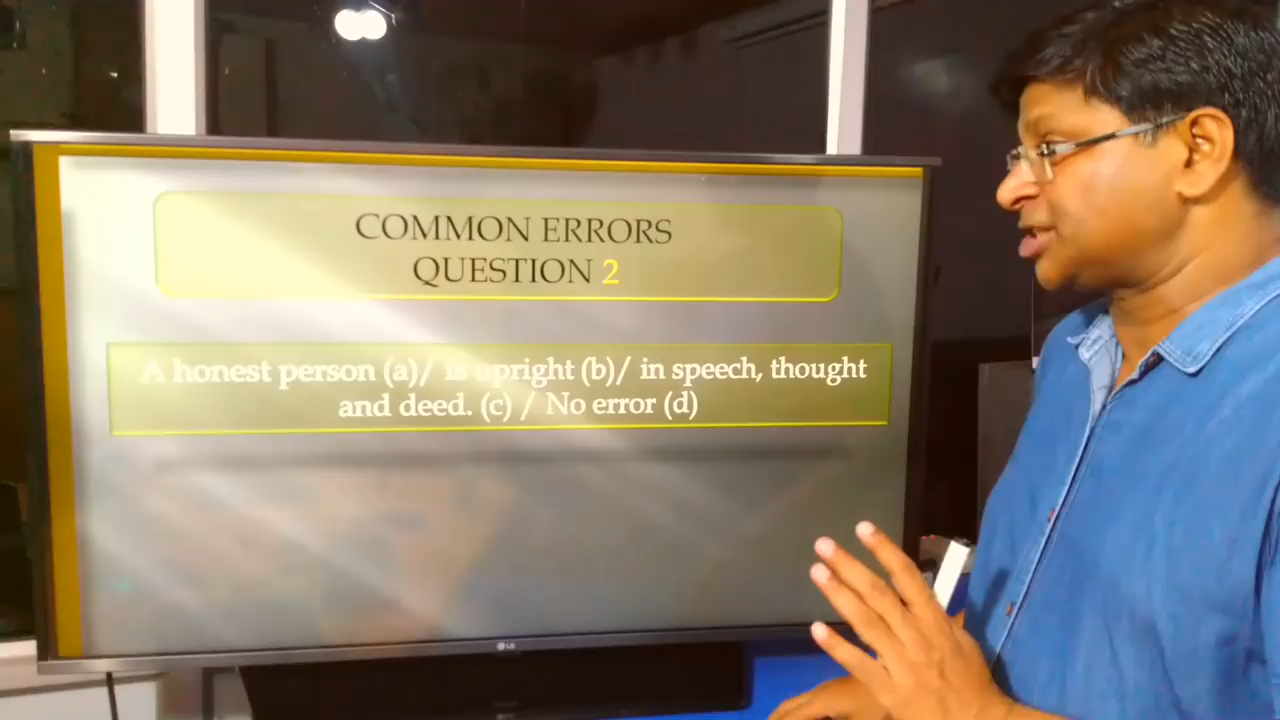 COMMON ERRORS
QUESTION 2
A honest person (a)/ is upright (b)/ in speech, thought
and deed. (c) / No error (d)
LG